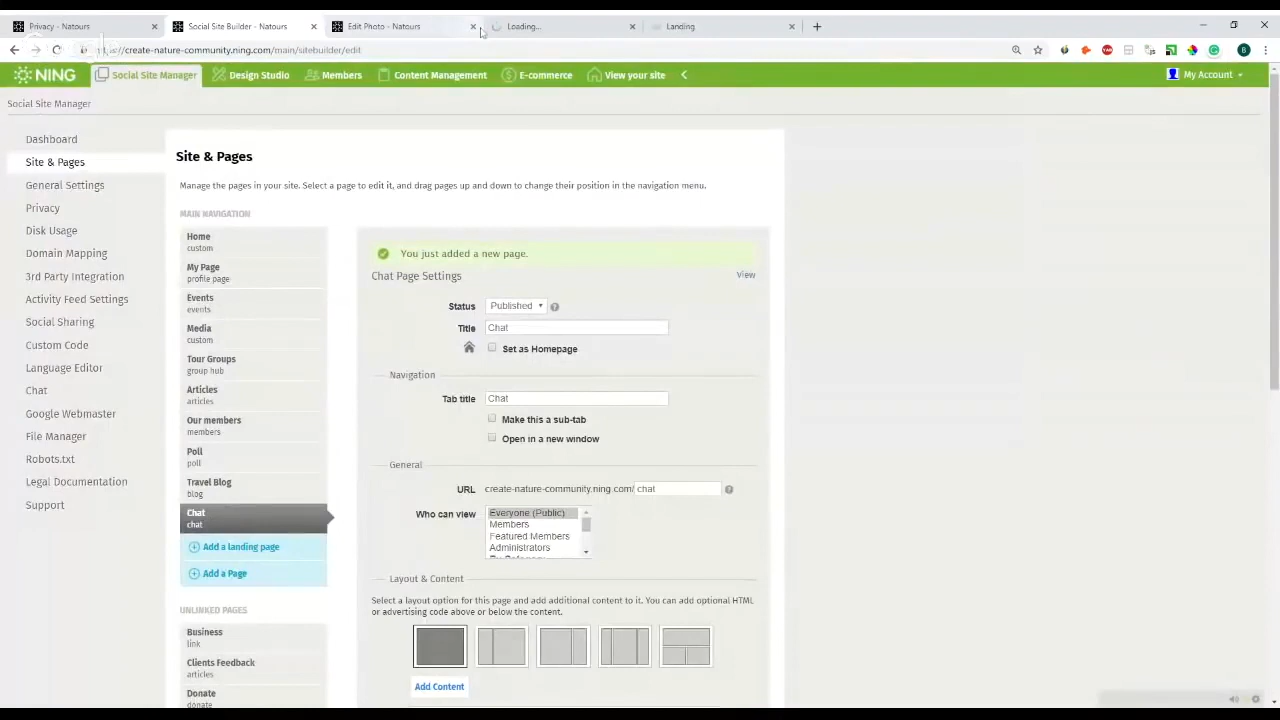 Privacy - Natours
Social Site Builder - Natours
Edit Photo - Natours
Loading...
Landing
https://create-nature-community.ning.com/main/sitebuilder/edit
NING
Social Site Manager
Design Studio
Members
Content Management
E-commerce
View your site
My Account
Social Site Manager
Dashboard
Site & Pages
General Settings
Privacy
Disk Usage
Domain Mapping
3rd Party Integration
Activity Feed Settings
Social Sharing
Custom Code
Language Editor
Chat
Google Webmaster
File Manager
Robots.txt
Legal Documentation
Support
Site & Pages
Manage the pages in your site. Select a page to edit it, and drag pages up and down to change their position in the navigation menu.
MAIN NAVIGATION
Home
custom
My Page
profile page
Events
events
Media
custom
Tour Groups
group hub
Articles
articles
Our members
members
Poll
poll
Travel Blog
blog
Chat
chat
Add a landing page
Add a Page
UNLINKED PAGES
Business
link
Clients Feedback
articles
Donate
donate
You just added a new page.
Chat Page Settings
View
Status Published
Title Chat
Set as Homepage
Navigation
Tab title Chat
Make this a sub-tab
Open in a new window
General
URL create-nature-community.ning.com/ chat
Who can view Everyone (Public)
Members
Featured Members
Administrators
Layout & Content
Select a layout option for this page and add additional content to it. You can add optional HTML
or advertising code above or below the content.
Add Content